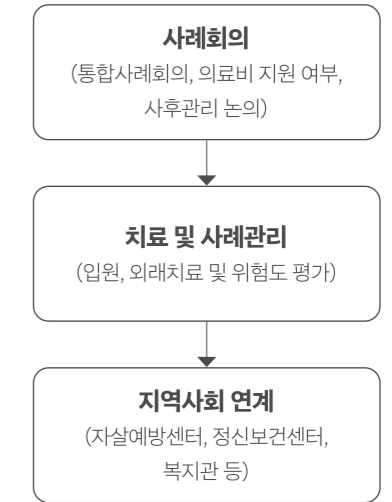 사례회의
(통합사례회의, 의료비 지원 여부,
사후관리 논의)
치료 및 사례관리
(입원, 외래치료 및 위험도 평가)
지역사회 연계
(자살예방센터, 정신보건센터,
복지관 등)